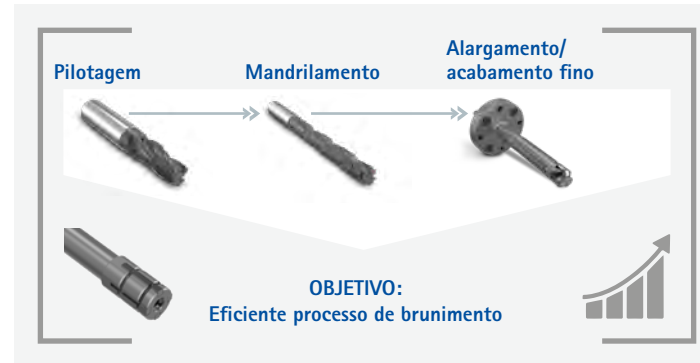 Pilotagem
Mandrilamento
Alargamento/
acabamento fino
OBJETIVO:
Eficiente processo de brunimento